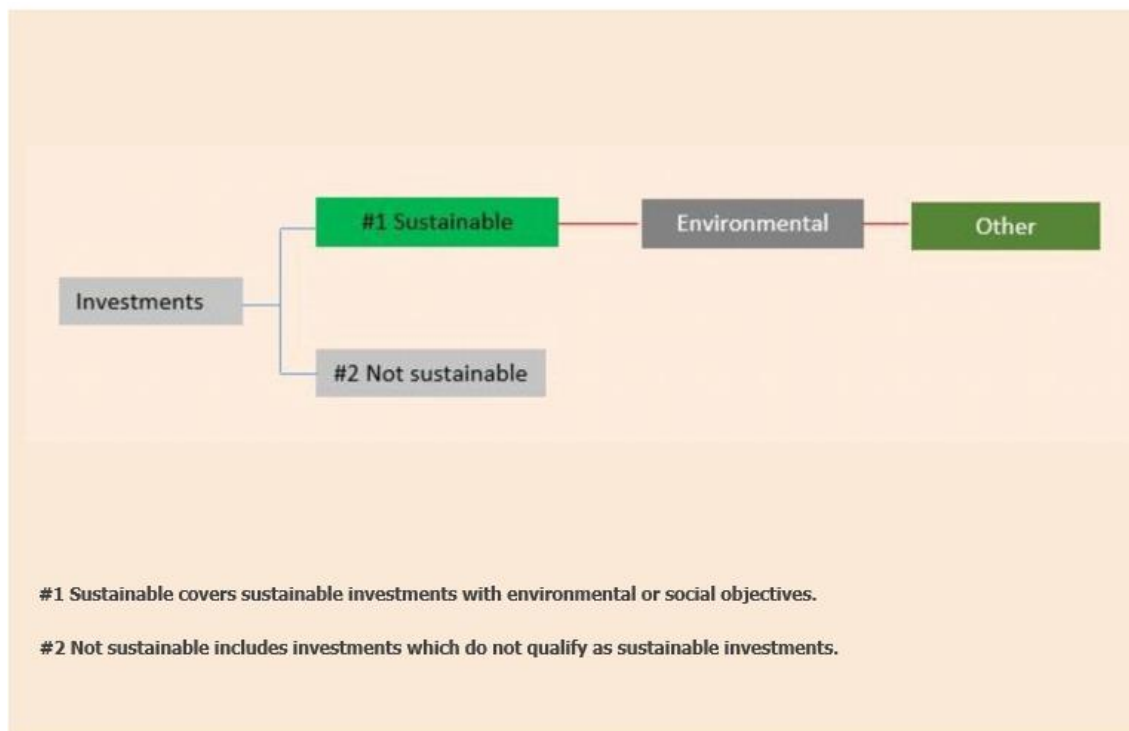 #1 Sustainable
Environmental
Other
Investments
#2 Not sustainable
#1 Sustainable covers sustainable investments with environmental or social objectives.
#2 Not sustainable includes investments which do not qualify as sustainable investments.